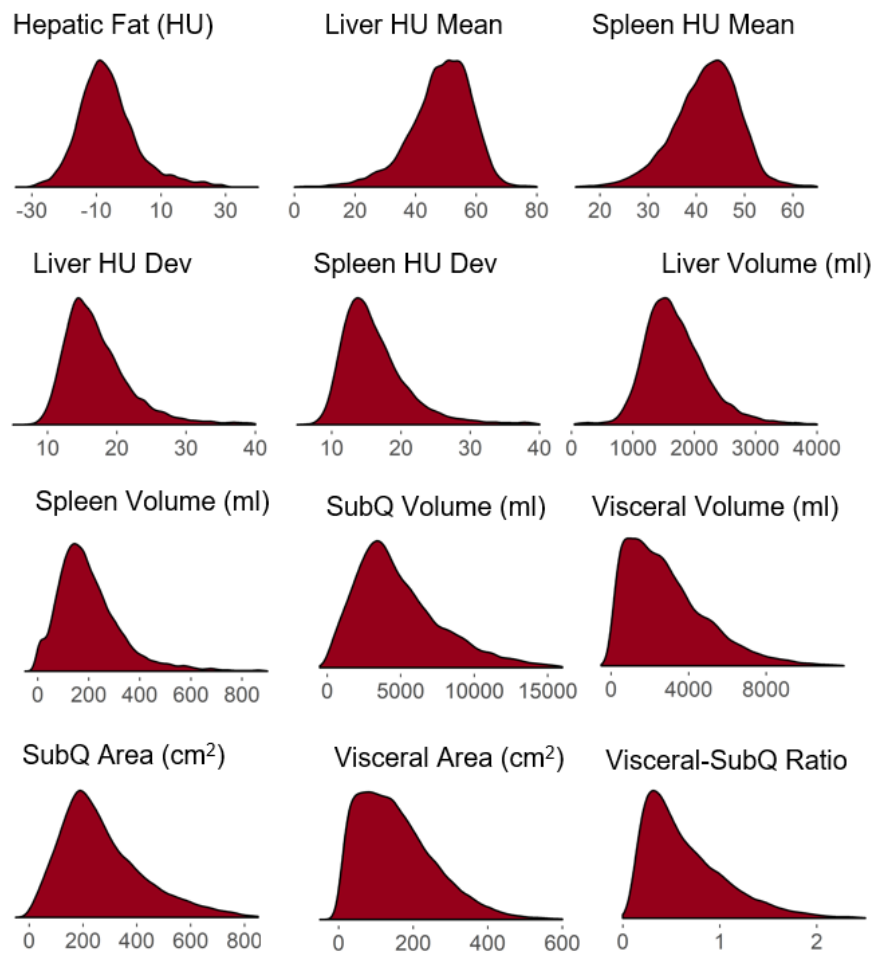 Hepatic Fat (HU) Liver HU Mean Spleen HU Mean
-30 -10 10 30 0 20 40 60 80 20 30 40 50 60
Liver HU Dev Spleen HU Dev Liver Volume (ml)
10 20 30 40 10 20 30 40 0 1000 2000 3000 4000
Spleen Volume (ml) SubQ Volume (ml) Visceral Volume (ml)
0 200 400 600 800 0 5000 10000 15000 0 4000 8000
SubQ Area (cm²) Visceral Area (cm²) Visceral-SubQ Ratio
0 200 400 600 800 0 200 400 600 0 1 2